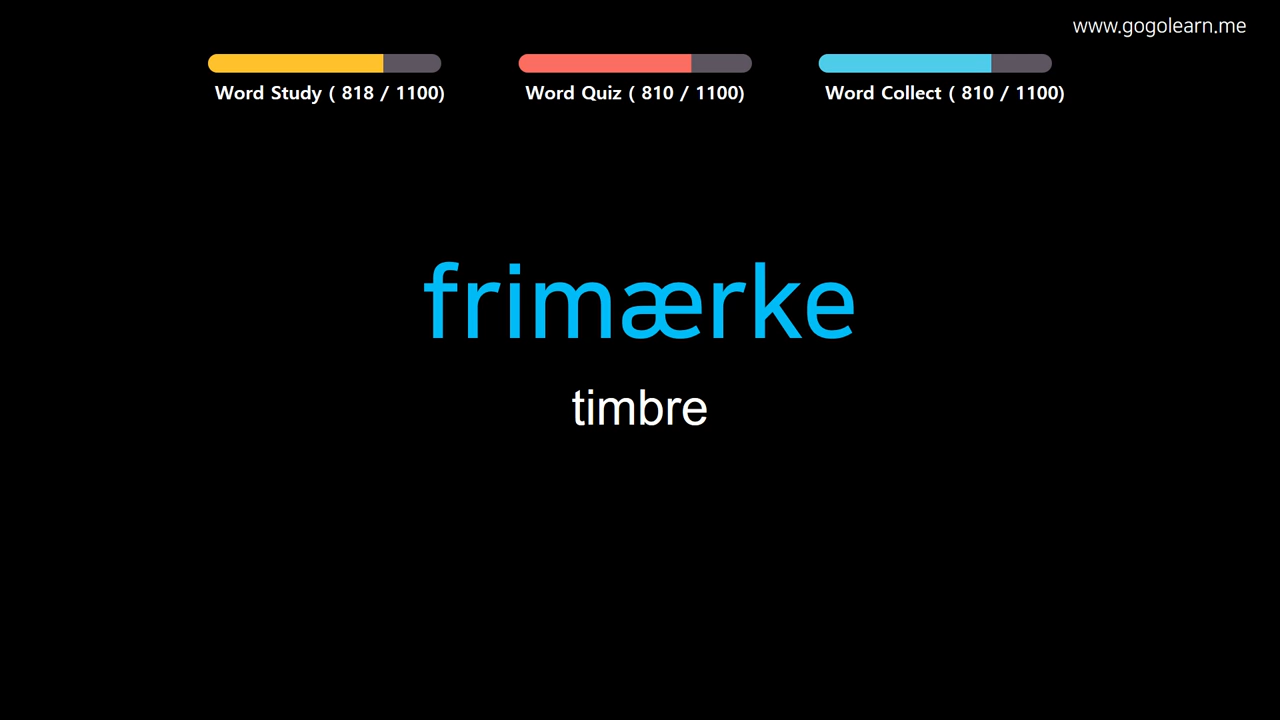 www.gogolearn.me
Word Study ( 818 / 1100)
Word Quiz ( 810 / 1100)
Word Collect ( 810 / 1100)
frimærke
timbre